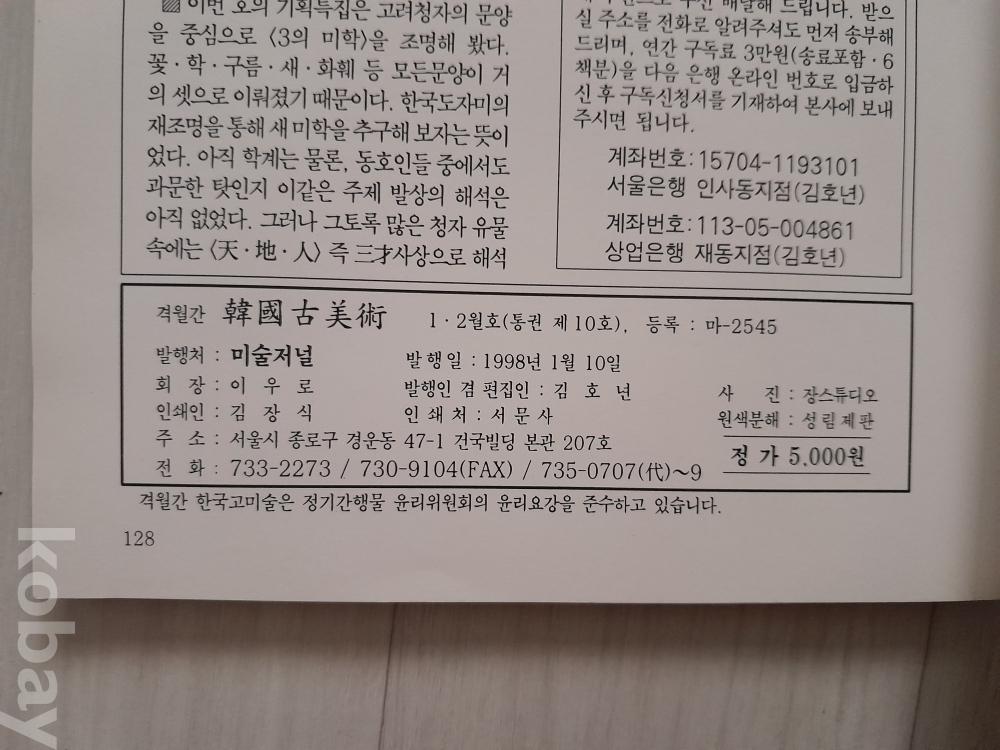 이번 호의 기획특집은 고려청자의 문양
을 중심으로 〈3의 미학〉을 조명해 봤다.
꽃·학·구름·새·화훼 등 모든문양이 거
의 셋으로 이뤄졌기 때문이다. 한국도자미의
재조명을 통해 새 미학을 추구해 보자는 뜻이
었다. 아직 학계는 물론, 동호인들 중에서도
과문한 탓인지 이같은 주제 발상의 해석은
아직 없었다. 그러나 그토록 많은 청자 유물
속에는 〈天·地·人〉 즉 三才사상으로 해석
배달해 드립니다. 받으
실 주소를 전화로 알려주셔도 먼저 송부해
드리며, 연간 구독료 3만원(송료포함·6
책분)을 다음 은행 온라인 번호로 입금하
신 후 구독신청서를 기재하여 본사에 보내
주시면 됩니다.
계좌번호:15704-1193101
서울은행 인사동지점(김호년)
계좌번호:113-05-004861
상업은행 재동지점(김호년)
격월간 韓國古美術 1·2월호(통권 제10호), 등록 : 마-2545
발행처 : 미술저널 발행일 : 1998년 1월 10일
회 장 : 이 우 로 발행인 겸 편집인 : 김 호 년 사 진 : 장스튜디오
인쇄인 : 김 장 식 인 쇄 처 : 서 문 사 원색분해 : 성림제판
주 소 : 서울시 종로구 경운동 47-1 건국빌딩 본관 207호
전 화 : 733-2273 / 730-9104(FAX) / 735-0707(代)~9
정 가 5,000원
격월간 한국고미술은 정기간행물 윤리위원회의 윤리요강을 준수하고 있습니다.
128
kobay